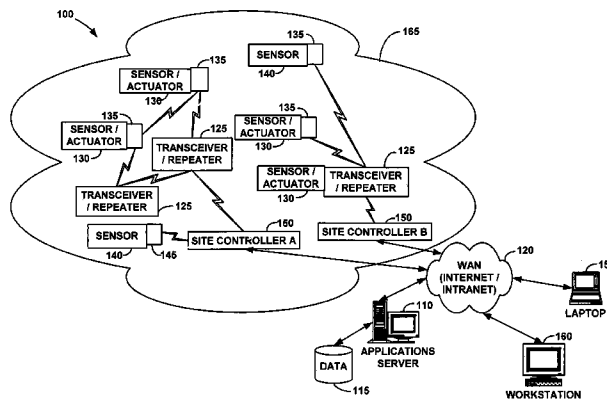 100
135
SENSOR
140
165
135
SENSOR /
ACTUATOR
130
135
SENSOR /
ACTUATOR
130
125
TRANSCEIVER
/ REPEATER
135
SENSOR /
ACTUATOR
130
125
TRANSCEIVER
/ REPEATER
SENSOR /
ACTUATOR
130
TRANSCEIVER
/ REPEATER
125
150
SITE CONTROLLER A
150
SITE CONTROLLER B
SENSOR
140
145
120
WAN
(INTERNET /
INTRANET)
15
LAPTOP
110
APPLICATIONS
SERVER
DATA
115
160
WORKSTATION